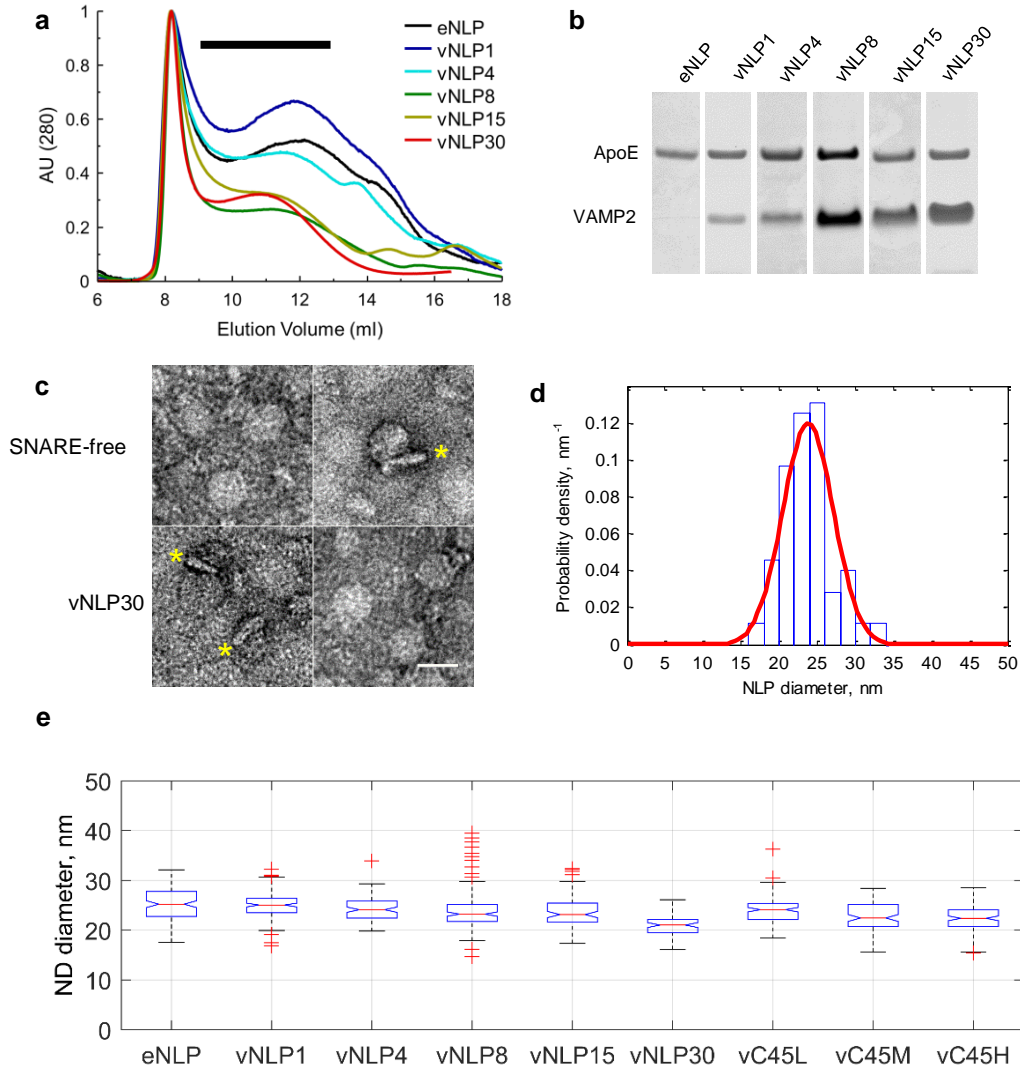 a
1
0.8
0.6
0.4
0.2
0
AU (280)
6
8
10
12
14
16
18
Elution Volume (ml)
eNLP
vNLP1
vNLP4
vNLP8
vNLP15
vNLP30
b
eNLP
vNLP1
vNLP4
vNLP8
vNLP15
vNLP30
ApoE
VAMP2
c
SNARE-free
*
vNLP30
*
*
d
0.12
0.08
0.04
0.02
0
Probability density, nm-1
0 5 10 15 20 25 30 35 40 45 50
NLP diameter, nm
e
50
40
30
20
10
0
ND diameter, nm
eNLP vNLP1 vNLP4 vNLP8 vNLP15 vNLP30 vC45L vC45M vC45H